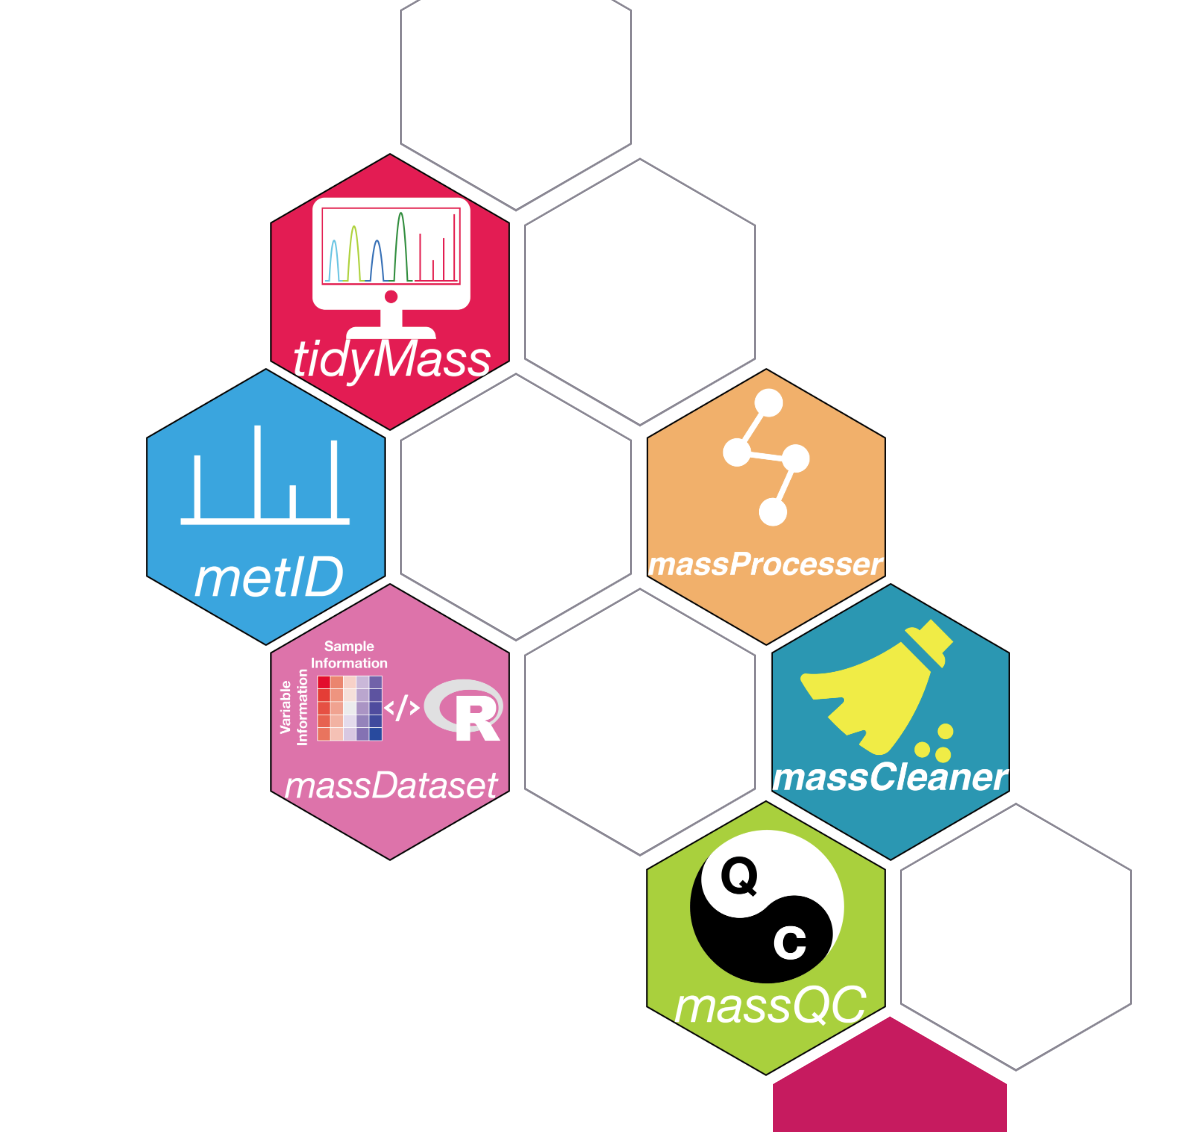 tidyMass
metID
massProcesser
Sample
Information
Variable
Information
</>
R
massDataset
massCleaner
Q
C
massQC